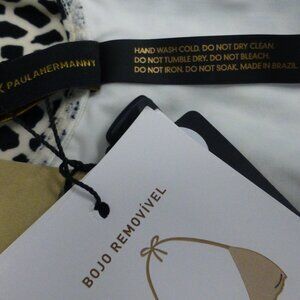 HAND WASH COLD. DO NOT DRY CLEAN.
DO NOT TUMBLE DRY. DO NOT BLEACH.
DO NOT IRON. DO NOT SOAK. MADE IN BRAZIL.
PAULAHERMANNY
BOJO REMOVÍVEL